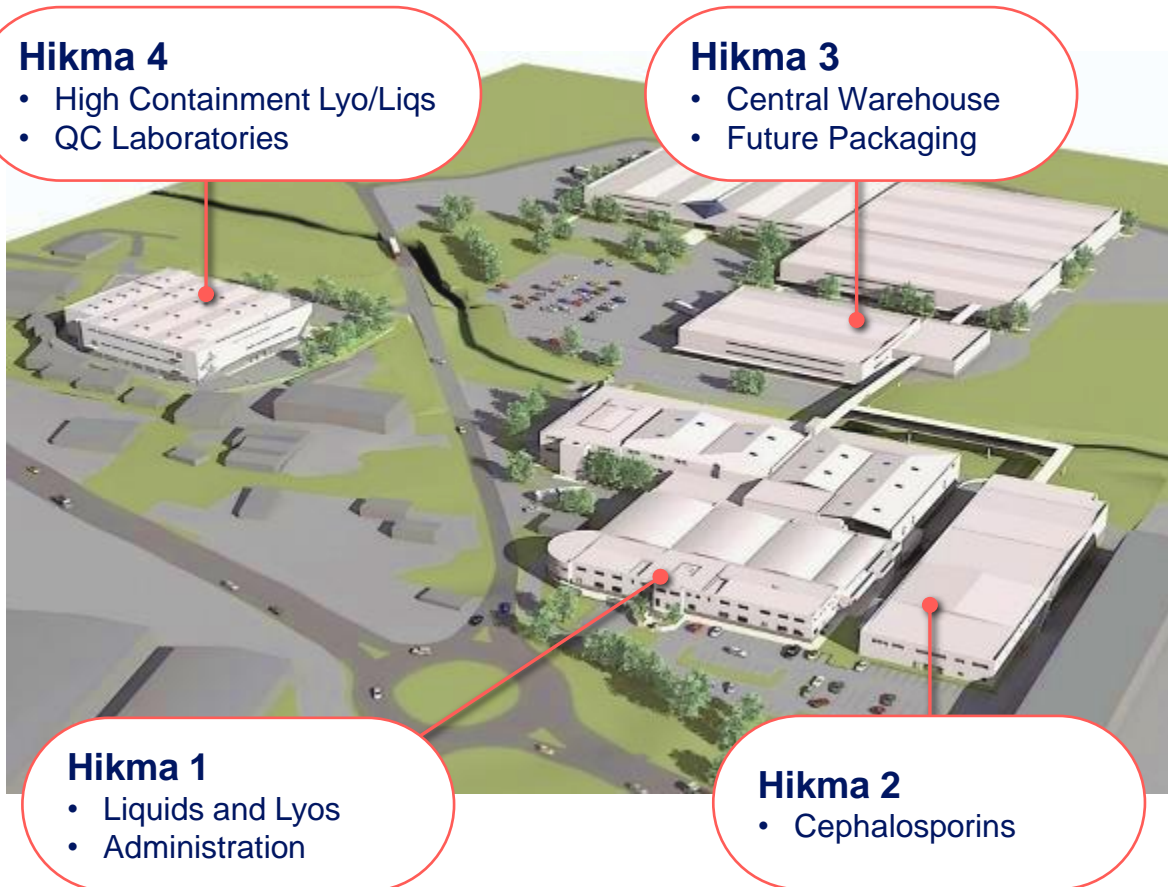 Hikma 4
• High Containment Lyo/Liqs
• QC Laboratories
Hikma 3
• Central Warehouse
• Future Packaging
Hikma 1
• Liquids and Lyos
• Administration
Hikma 2
• Cephalosporins